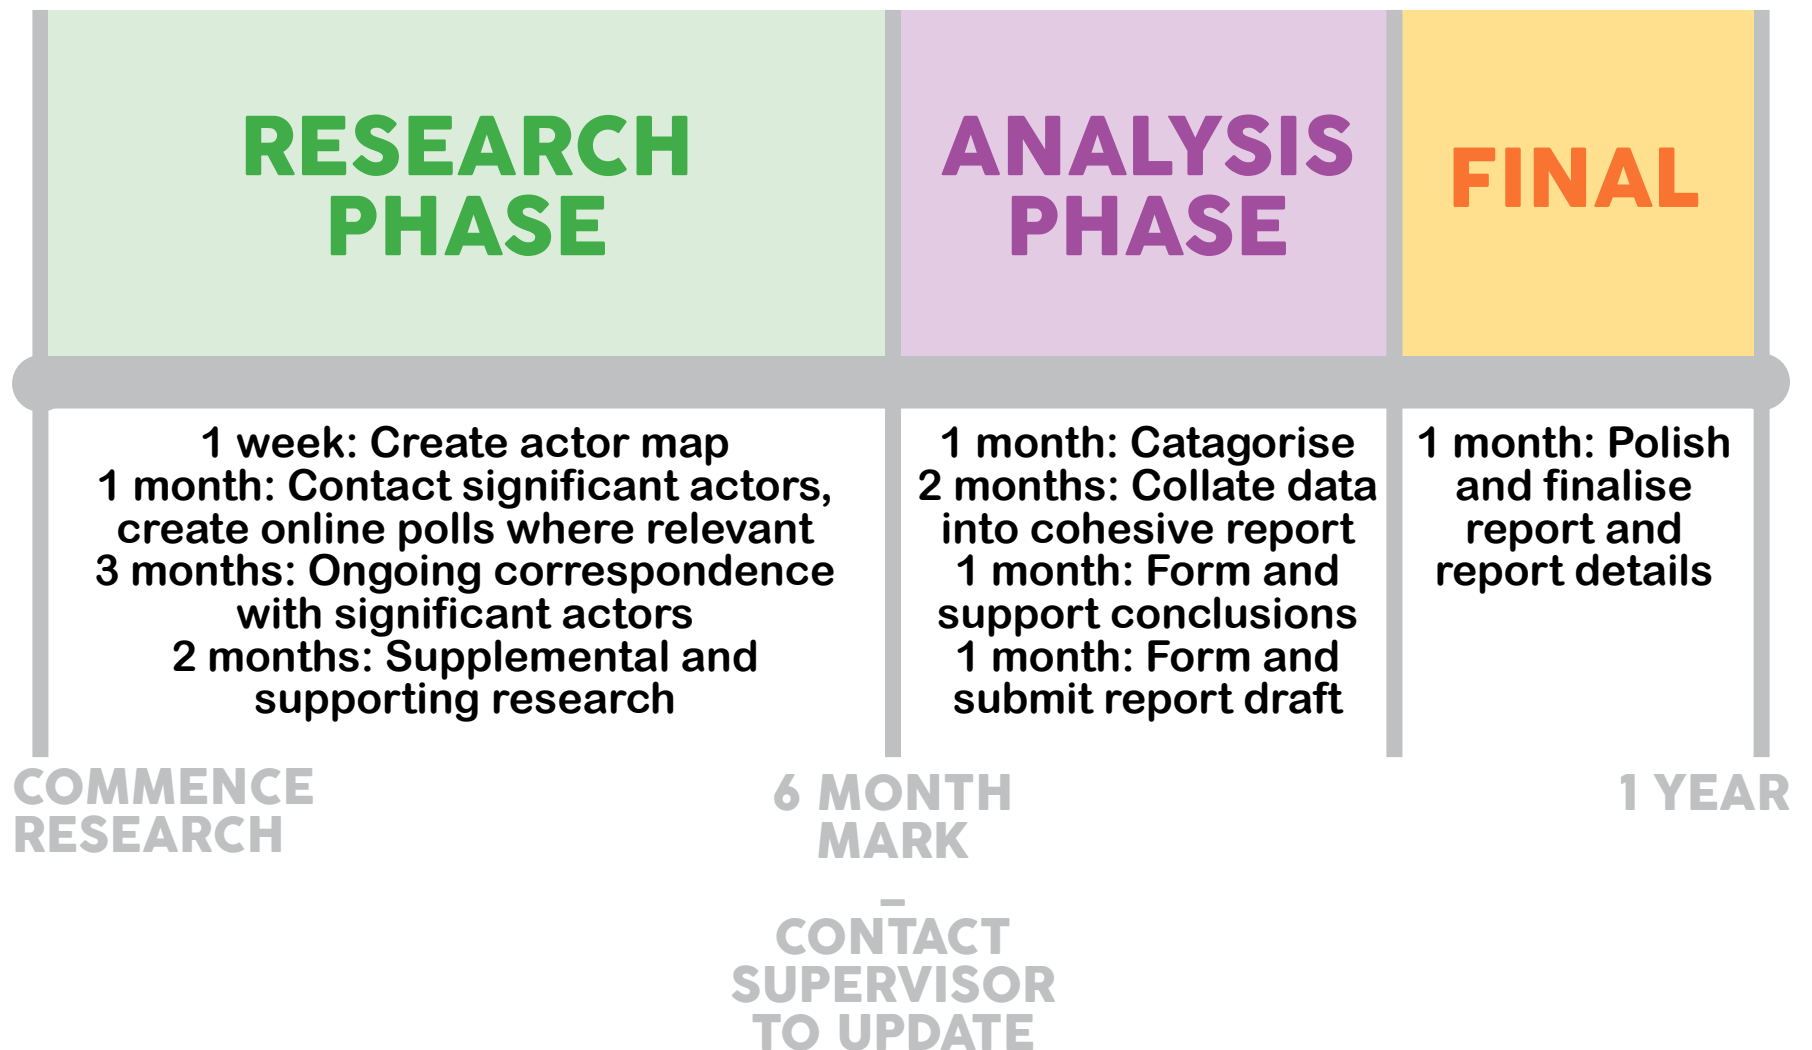 RESEARCH
PHASE
ANALYSIS
PHASE
FINAL
1 week: Create actor map
1 month: Contact significant actors,
create online polls where relevant
3 months: Ongoing correspondence
with significant actors
2 months: Supplemental and
supporting research
1 month: Catagorise
2 months: Collate data
into cohesive report
1 month: Form and
support conclusions
1 month: Form and
submit report draft
1 month: Polish
and finalise
report and
report details
COMMENCE
RESEARCH
6 MONTH
MARK
–
CONTACT
SUPERVISOR
TO UPDATE
1 YEAR